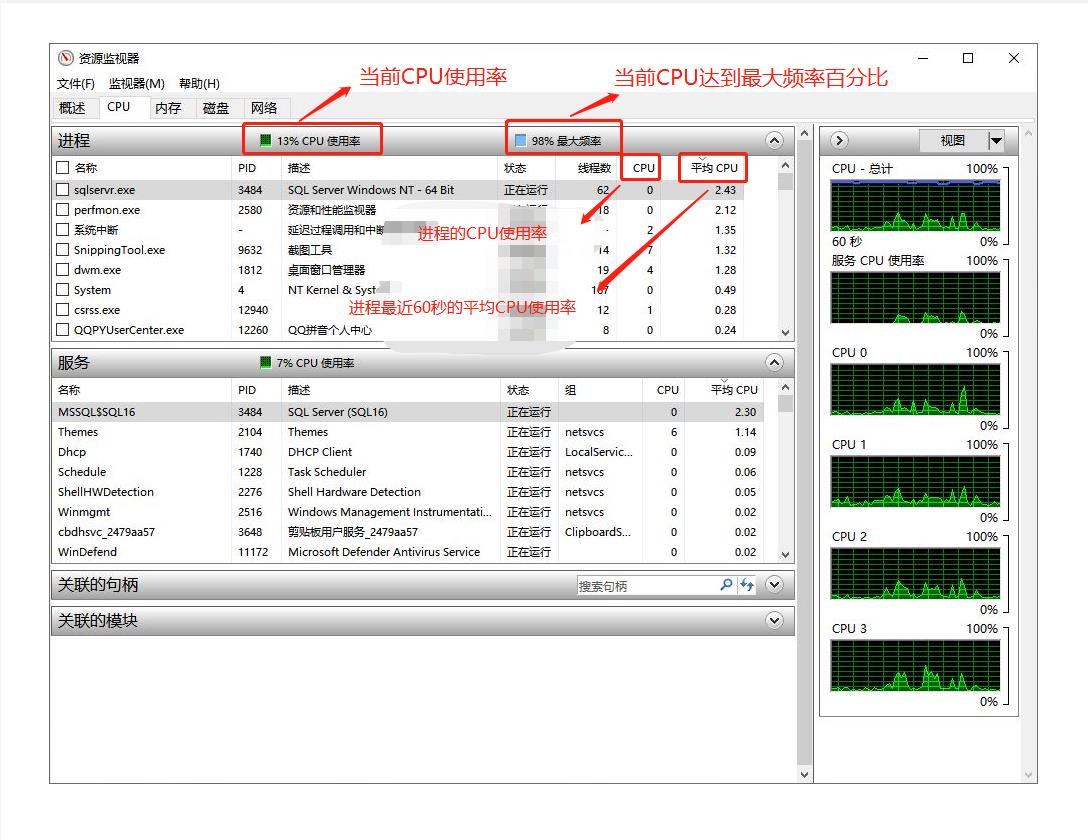 资源监视器
当前CPU使用率
当前CPU达到最大频率百分比
文件(F) 监视器(M) 帮助(H)
概述 CPU 内存 磁盘 网络
进程 13% CPU 使用率 98% 最大频率
名称 PID 描述 状态 线程数 CPU 平均 CPU
sqlservr.exe 3484 SQL Server Windows NT - 64 Bit 正在运行 62 0 2.43
perfmon.exe 2580 资源和性能监视器 18 0 2.12
系统中断 - 延迟过程调用和中断 - 2 1.35
进程的CPU使用率
SnippingTool.exe 9632 截图工具 14 7 1.32
dwm.exe 1812 桌面窗口管理器 19 4 1.28
System 4 NT Kernel & Syst 0 0.49
进程最近60秒的平均CPU使用率
csrss.exe 12940 12 1 0.28
QQPYUserCenter.exe 12260 QQ拼音个人中心 8 0 0.24
服务 7% CPU 使用率
名称 PID 描述 状态 组 CPU 平均 CPU
MSSQL$SQL16 3484 SQL Server (SQL16) 正在运行 0 2.30
Themes 2104 Themes 正在运行 netsvcs 6 1.14
Dhcp 1740 DHCP Client 正在运行 LocalServic... 0 0.09
Schedule 1228 Task Scheduler 正在运行 netsvcs 0 0.06
ShellHWDetection 2276 Shell Hardware Detection 正在运行 netsvcs 0 0.05
Winmgmt 2516 Windows Management Instrumentati... 正在运行 netsvcs 0 0.02
cbdhsvc_2479aa57 3648 剪贴板用户服务_2479aa57 正在运行 ClipboardS... 0 0.02
WinDefend 11172 Microsoft Defender Antivirus Service 正在运行 0 0.02
关联的句柄 搜索句柄
关联的模块
视图
CPU - 总计 100%
60 秒 0%
服务 CPU 使用率 100%
0%
CPU 0 100%
0%
CPU 1 100%
0%
CPU 2 100%
0%
CPU 3 100%
0%